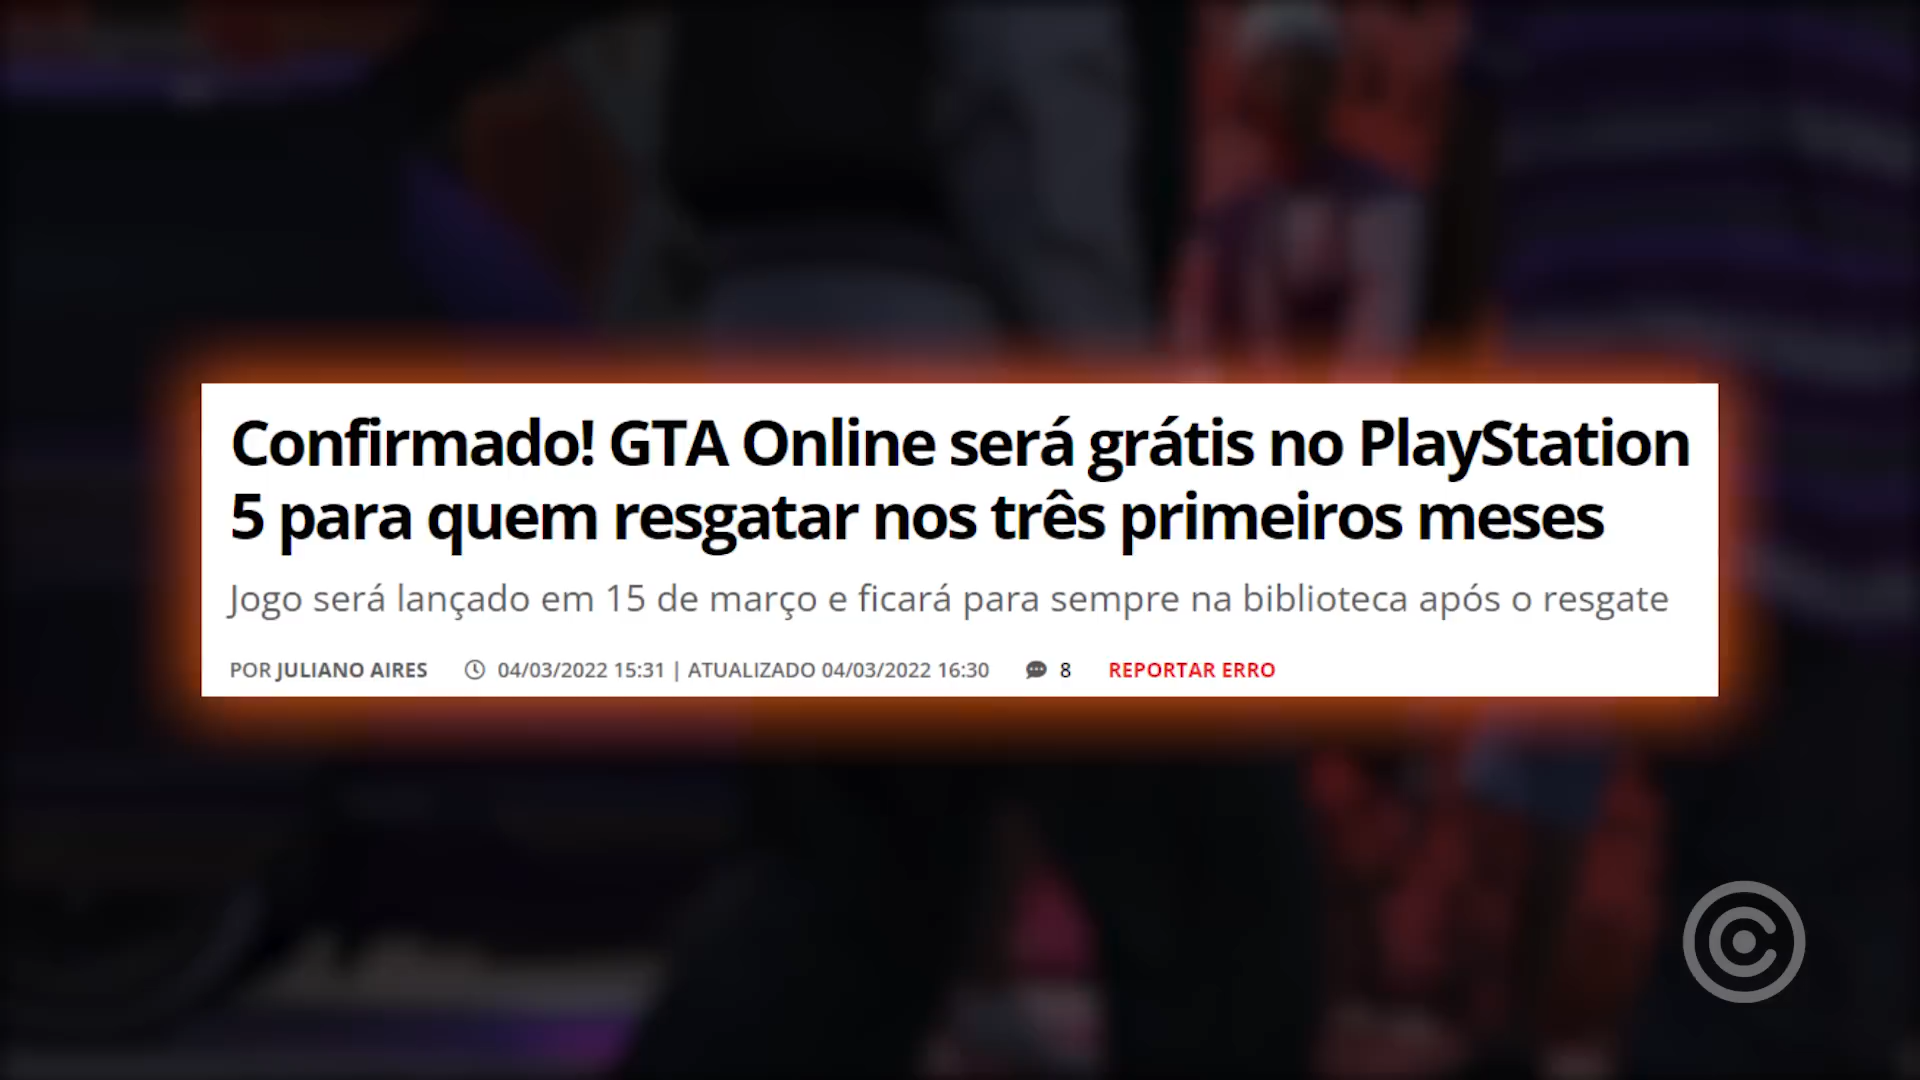 Confirmado! GTA Online será grátis no PlayStation
5 para quem resgatar nos três primeiros meses
Jogo será lançado em 15 de março e ficará para sempre na biblioteca após o resgate
POR JULIANO AIRES 04/03/2022 15:31 | ATUALIZADO 04/03/2022 16:30 8 REPORTAR ERRO